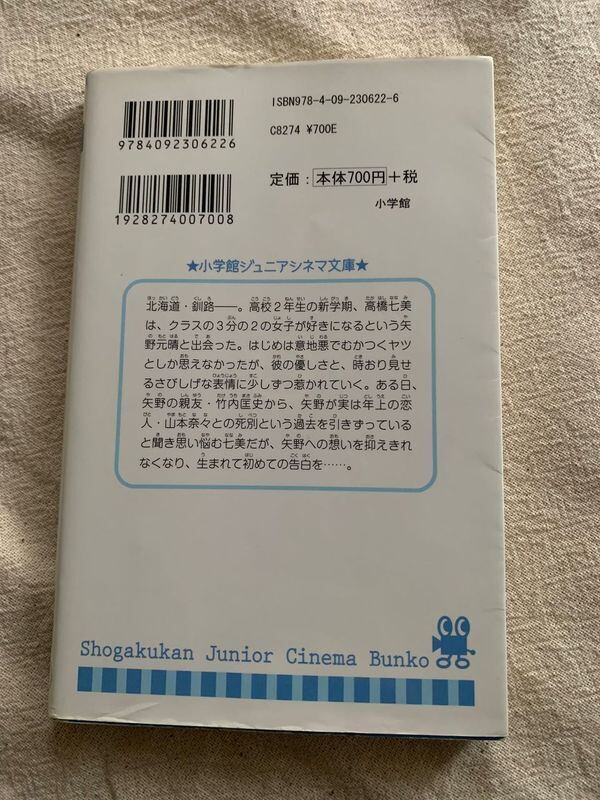 ISBN978-4-09-230622-6
9784092306226
C8274 ¥700E
定価：本体700円＋税
1928274007008
小学館
★小学館ジュニアシネマ文庫★
北海道・釧路――。高校２年生の新学期、高橋七美
は、クラスの３分の２の女子が好きになるという矢
野元晴と出会った。はじめは意地悪でむかつくヤツ
としか思えなかったが、彼の優しさと、時おり見せ
るさびしげな表情に少しずつ惹かれていく。ある日、
矢野の親友・竹内匡史から、矢野が実は年上の恋
人・山本奈々との死別という過去を引きずっている
と聞き思い悩む七美だが、矢野への想いを抑えきれ
なくなり、生まれて初めての告白を……。
Shogakukan Junior Cinema Bunko